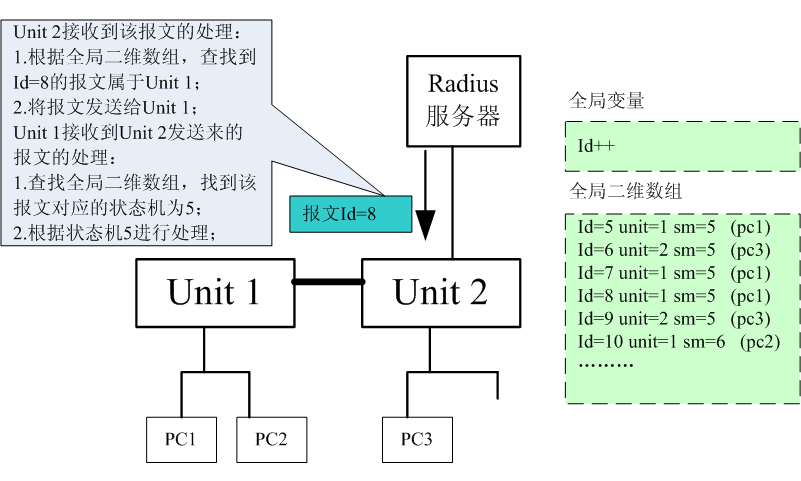 Unit 2接收到该报文的处理：
1.根据全局二维数组，查找到
Id=8的报文属于Unit 1；
2.将报文发送给Unit 1；
Unit 1接收到Unit 2发送来的
报文的处理：
1.查找全局二维数组，找到该
报文对应的状态机为5；
2.根据状态机5进行处理；
Radius
服务器
报文Id=8
Unit 1
Unit 2
PC1
PC2
PC3
全局变量
Id++
全局二维数组
Id=5 unit=1 sm=5 (pc1)
Id=6 unit=2 sm=5 (pc3)
Id=7 unit=1 sm=5 (pc1)
Id=8 unit=1 sm=5 (pc1)
Id=9 unit=2 sm=5 (pc3)
Id=10 unit=1 sm=6 (pc2)
………